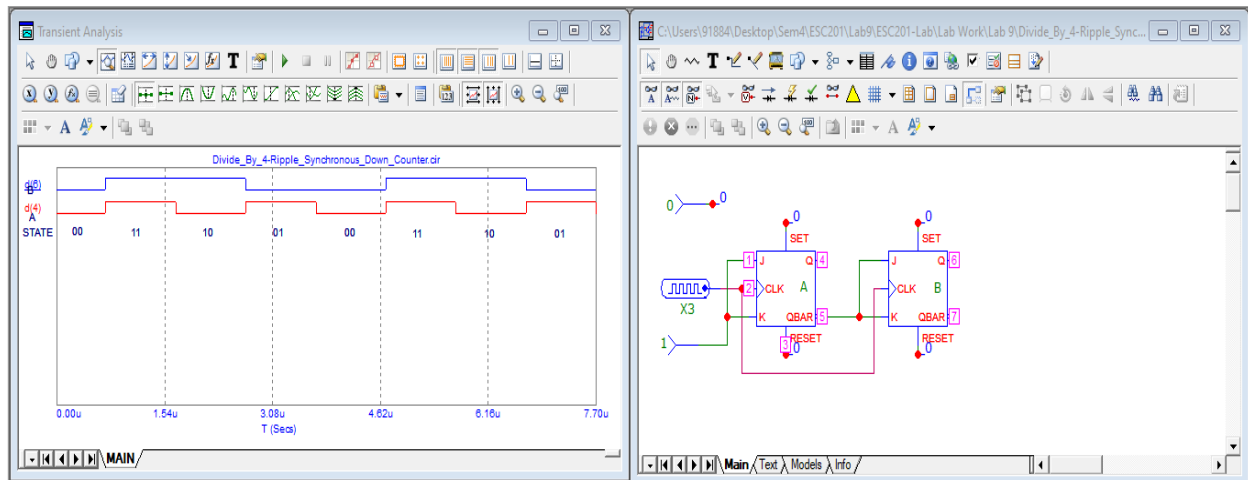 Transient Analysis
Divide_By_4-Ripple_Synchronous_Down_Counter.cir
d(6)
B
d(4)
A
STATE 00 11 10 01 00 11 10 01
0.00u 1.54u 3.08u 4.62u 6.16u 7.70u
T (Secs)
MAIN
C:\Users\91884\Desktop\Sem4\ESC201\Lab9\ESC201-Lab\Lab Work\Lab 9\Divide_By_4-Ripple_Sync...
0 0
0 0
SET SET
1 J Q 4 J Q 6
X3 2 CLK A CLK B
K QBAR 5 K QBAR 7
1 3 RESET RESET
0 0
Main Text Models Info